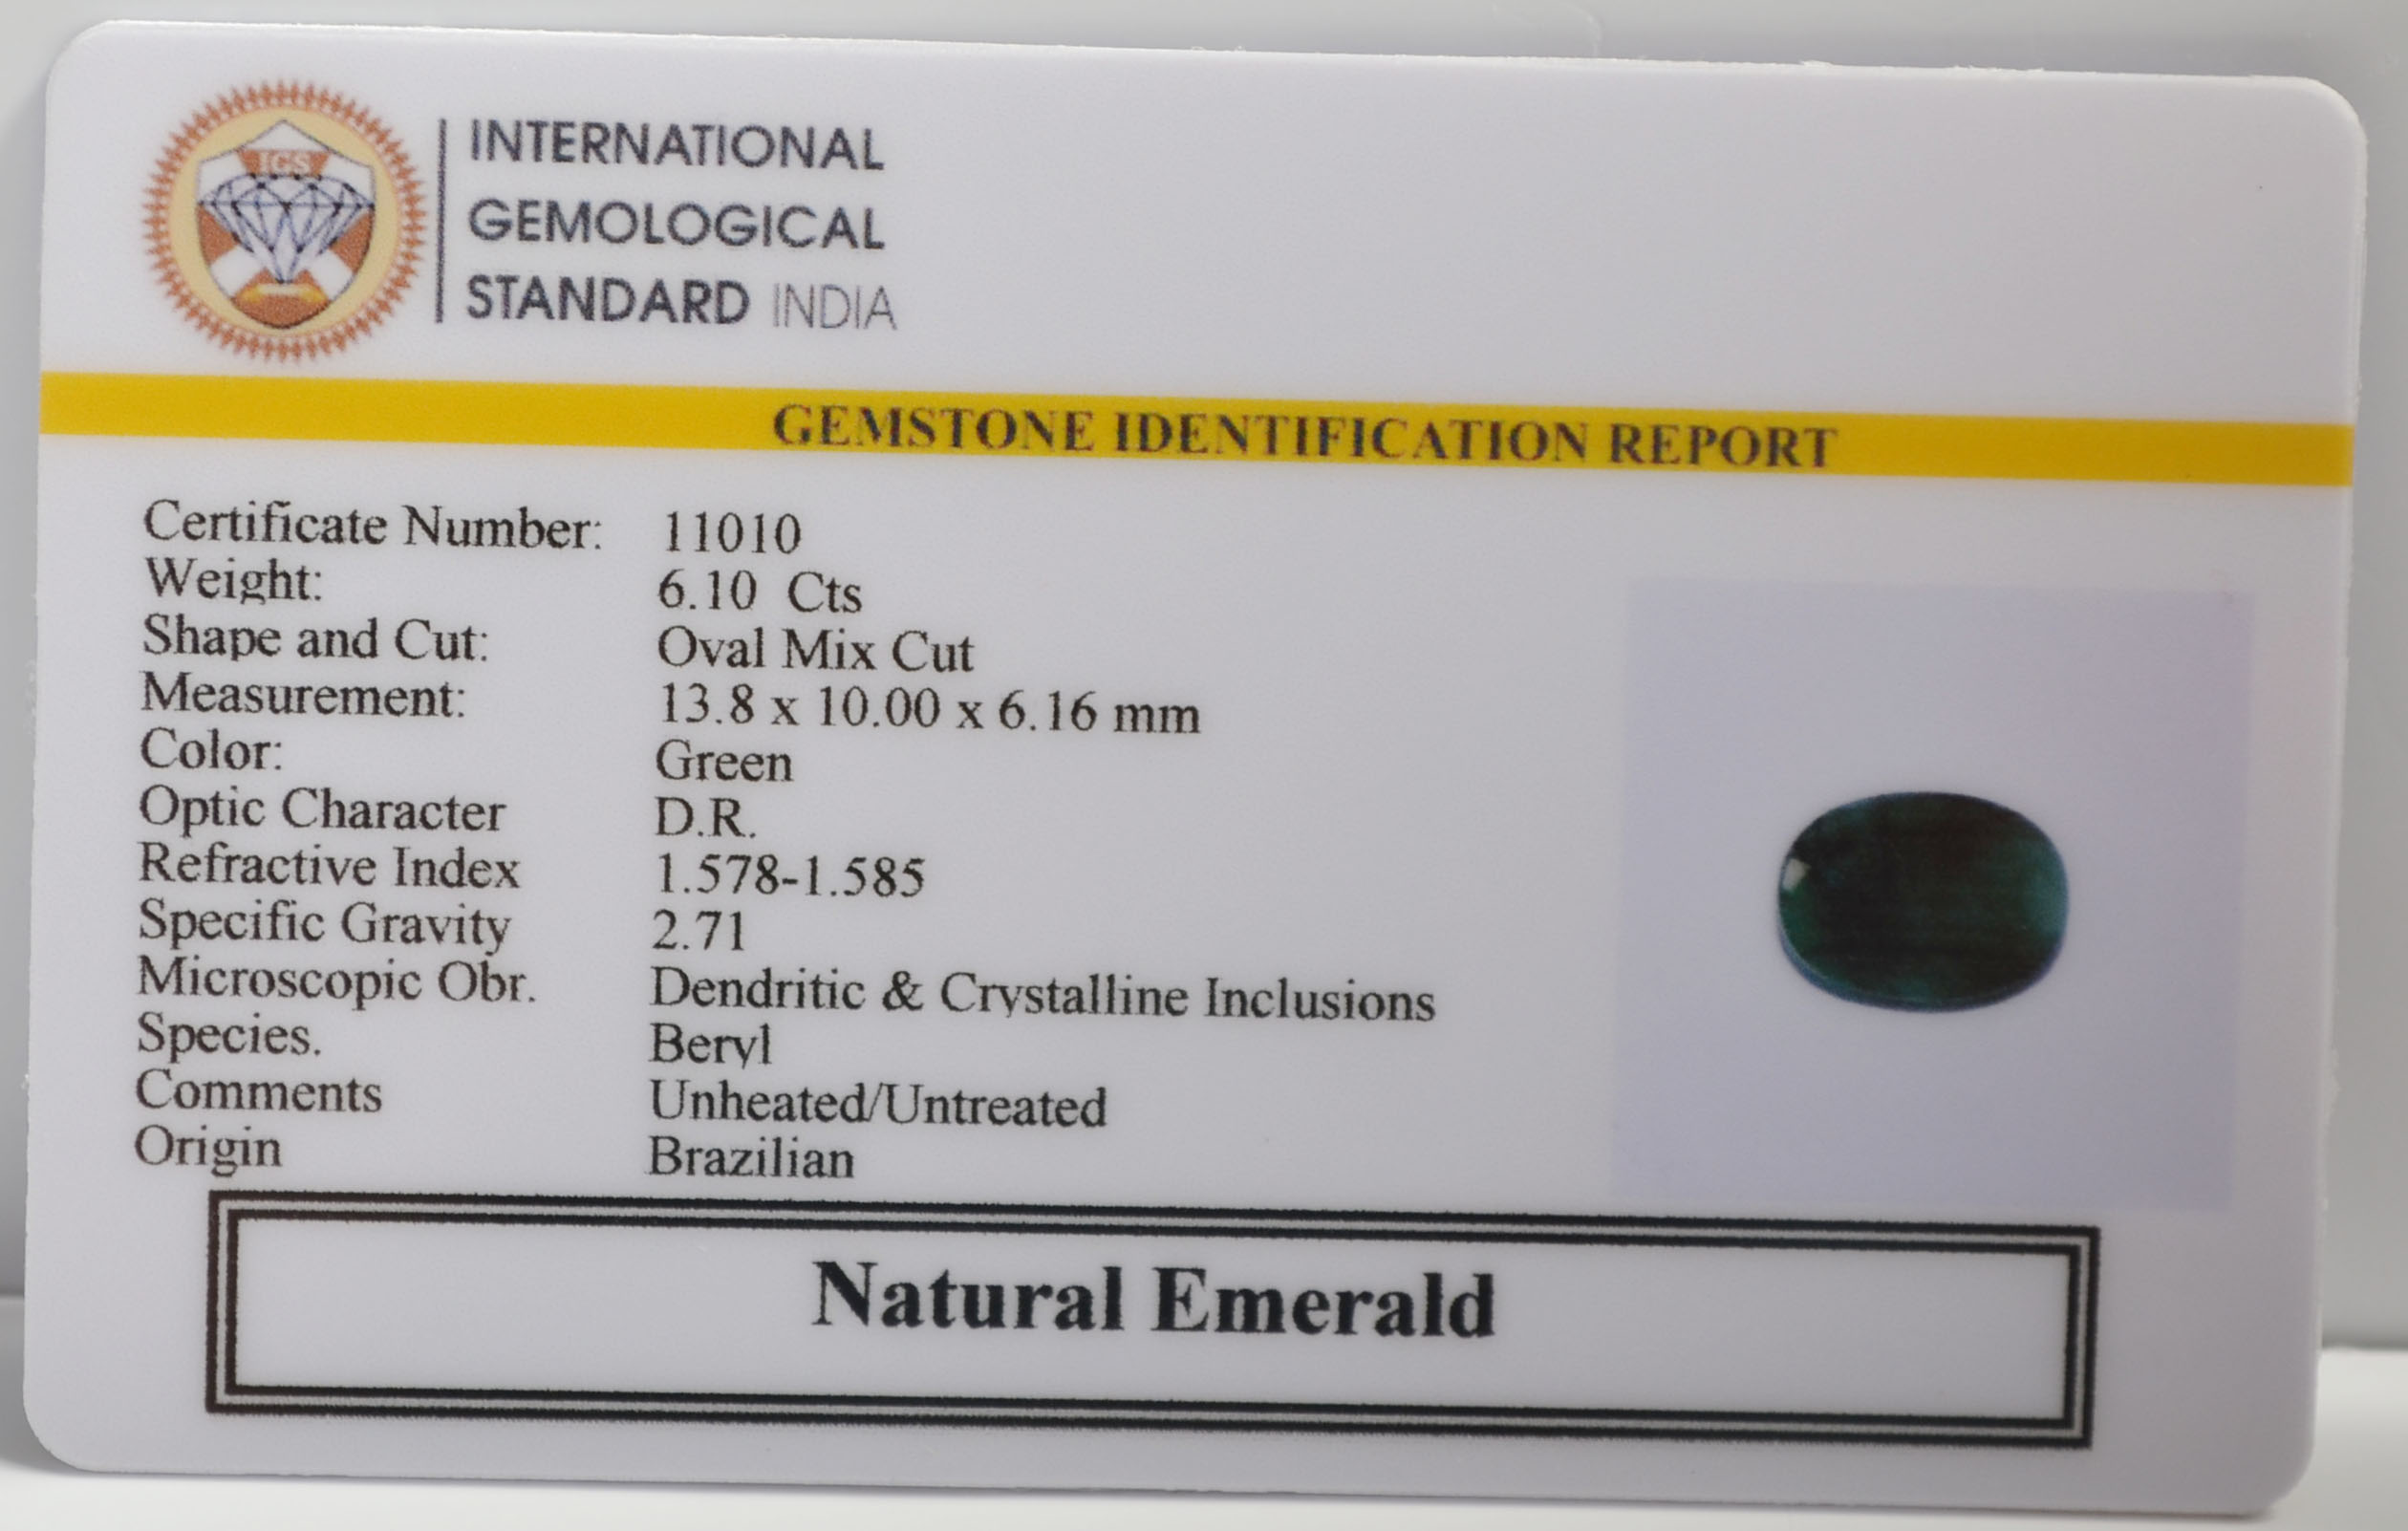 IGS
INTERNATIONAL
GEMOLOGICAL
STANDARD INDIA
GEMSTONE IDENTIFICATION REPORT
Certificate Number: 11010
Weight: 6.10 Cts
Shape and Cut: Oval Mix Cut
Measurement: 13.8 x 10.00 x 6.16 mm
Color: Green
Optic Character D.R.
Refractive Index 1.578-1.585
Specific Gravity 2.71
Microscopic Obr. Dendritic & Crystalline Inclusions
Species. Beryl
Comments Unheated/Untreated
Origin Brazilian
Natural Emerald